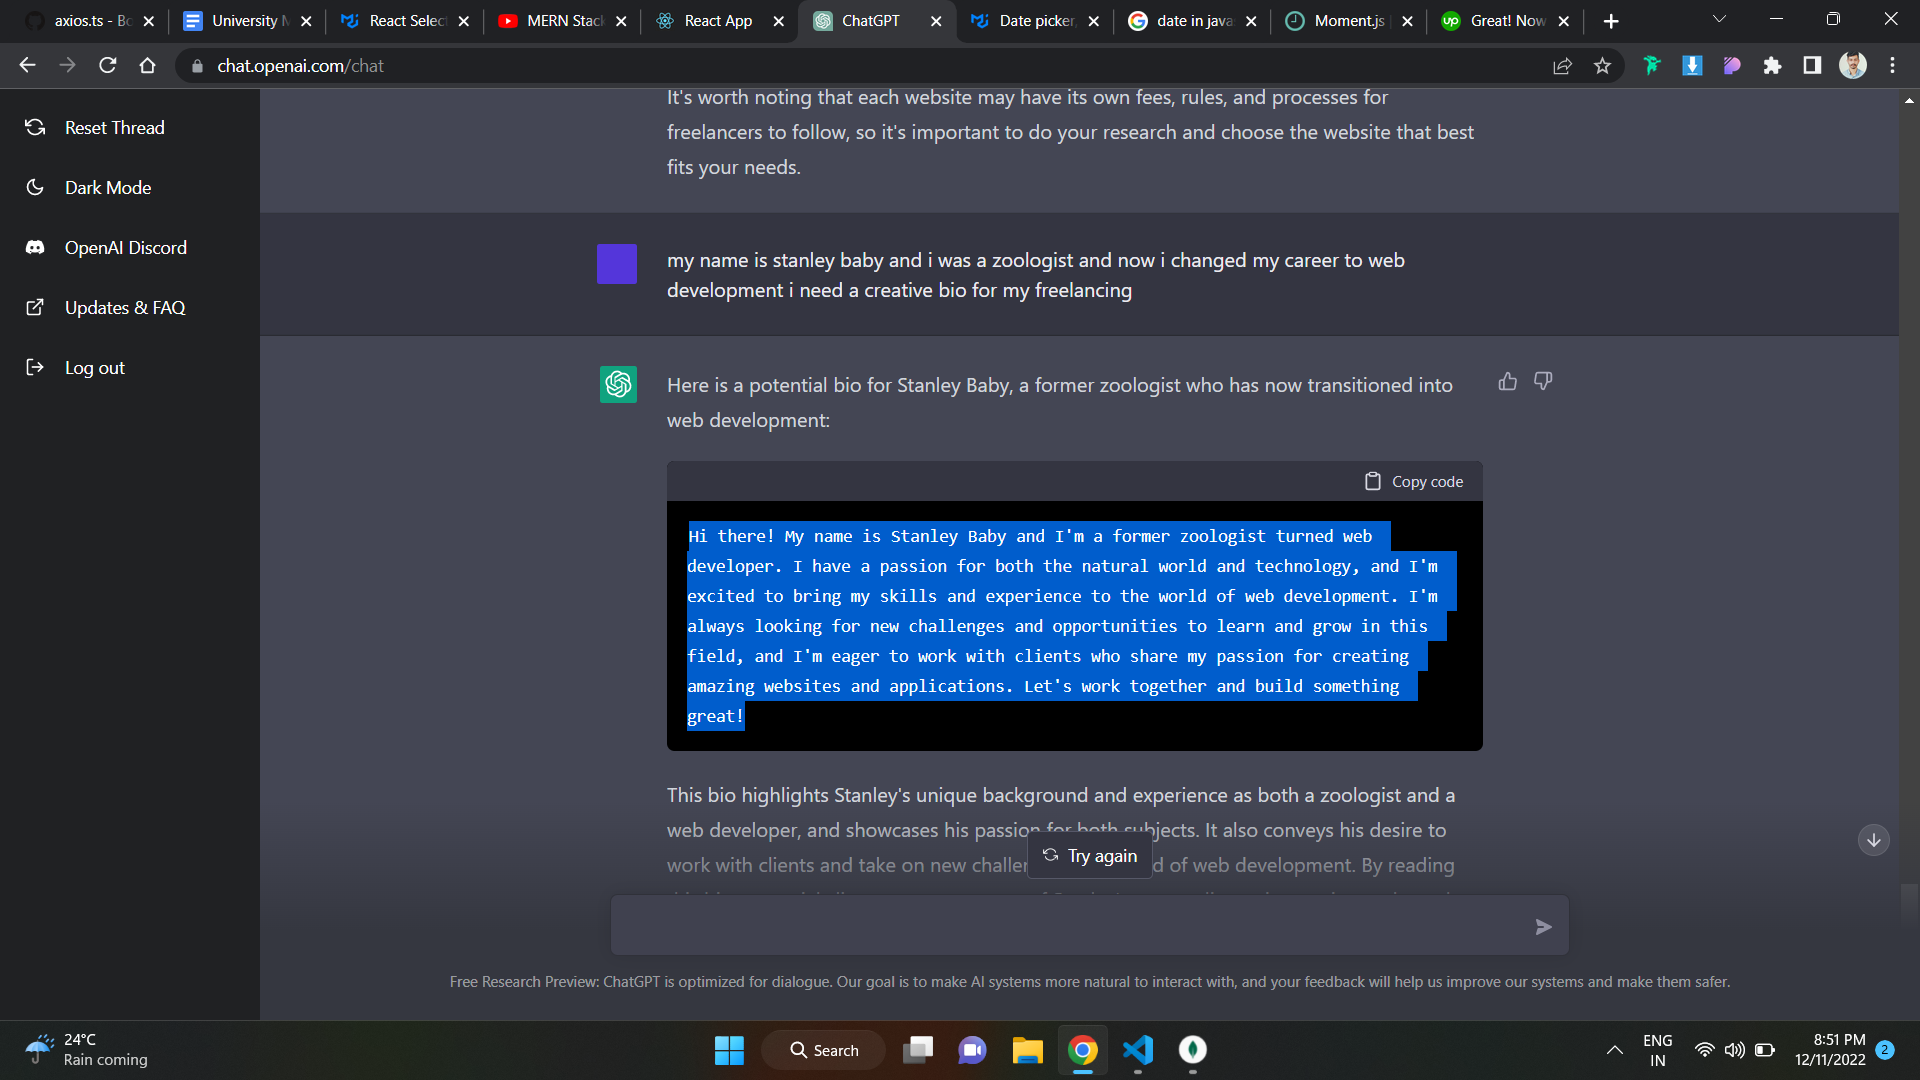 axios.ts - Bo
University M
React Select
MERN Stack
React App
ChatGPT
Date picker,
date in javas
Moment.js |
Great! Now
chat.openai.com/chat
Reset Thread
Dark Mode
OpenAI Discord
Updates & FAQ
Log out
It's worth noting that each website may have its own fees, rules, and processes for
freelancers to follow, so it's important to do your research and choose the website that best
fits your needs.
my name is stanley baby and i was a zoologist and now i changed my career to web
development i need a creative bio for my freelancing
Here is a potential bio for Stanley Baby, a former zoologist who has now transitioned into
web development:
Copy code
Hi there! My name is Stanley Baby and I'm a former zoologist turned web
developer. I have a passion for both the natural world and technology, and I'm
excited to bring my skills and experience to the world of web development. I'm
always looking for new challenges and opportunities to learn and grow in this
field, and I'm eager to work with clients who share my passion for creating
amazing websites and applications. Let's work together and build something
great!
This bio highlights Stanley's unique background and experience as both a zoologist and a
web developer, and showcases his passion for both subjects. It also conveys his desire to
work with clients and take on new challen d of web development. By reading
Try again
Free Research Preview: ChatGPT is optimized for dialogue. Our goal is to make AI systems more natural to interact with, and your feedback will help us improve our systems and make them safer.
24°C
Rain coming
Search
ENG
IN
8:51 PM
12/11/2022
2